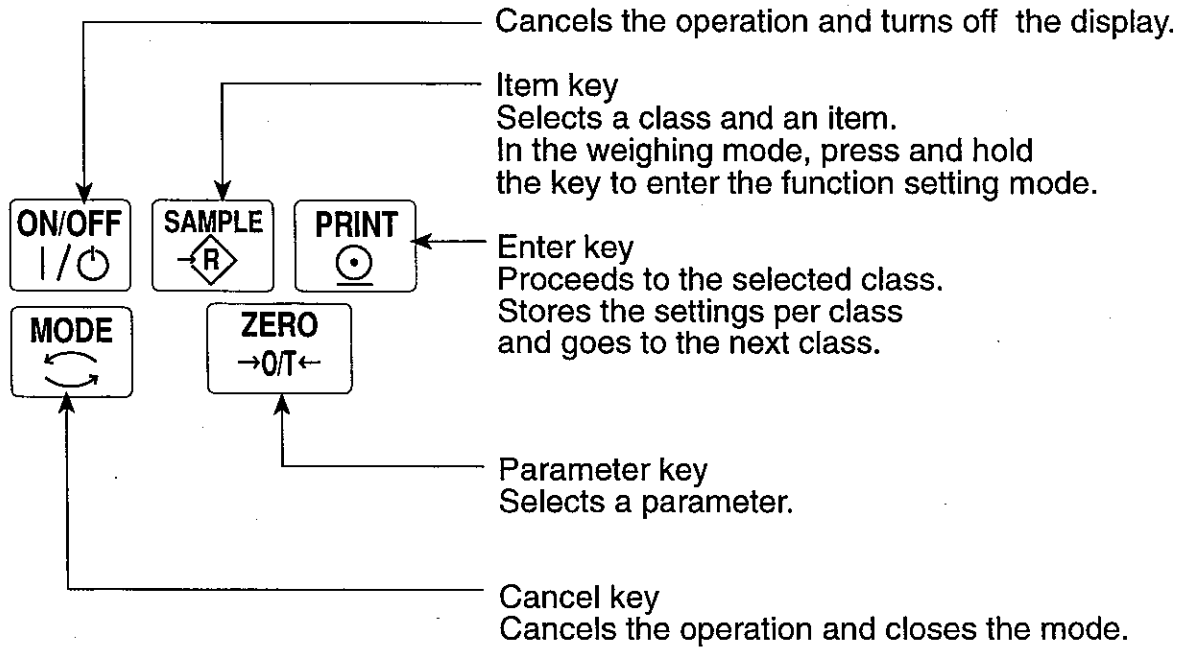 Cancels the operation and turns off the display.
Item key
Selects a class and an item.
In the weighing mode, press and hold
the key to enter the function setting mode.
ON/OFF
I/⏻
SAMPLE
→R
PRINT
Enter key
Proceeds to the selected class.
Stores the settings per class
and goes to the next class.
MODE
ZERO
→0/T←
Parameter key
Selects a parameter.
Cancel key
Cancels the operation and closes the mode.